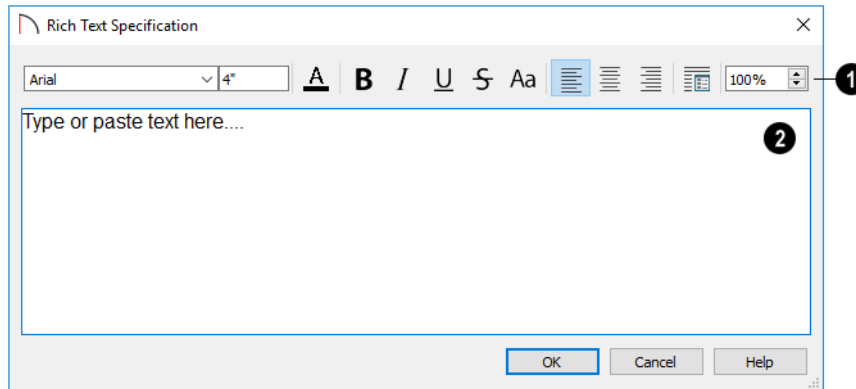 Rich Text Specification
Arial 4" A B I U S Aa 100% 1
Type or paste text here....
2
OK Cancel Help